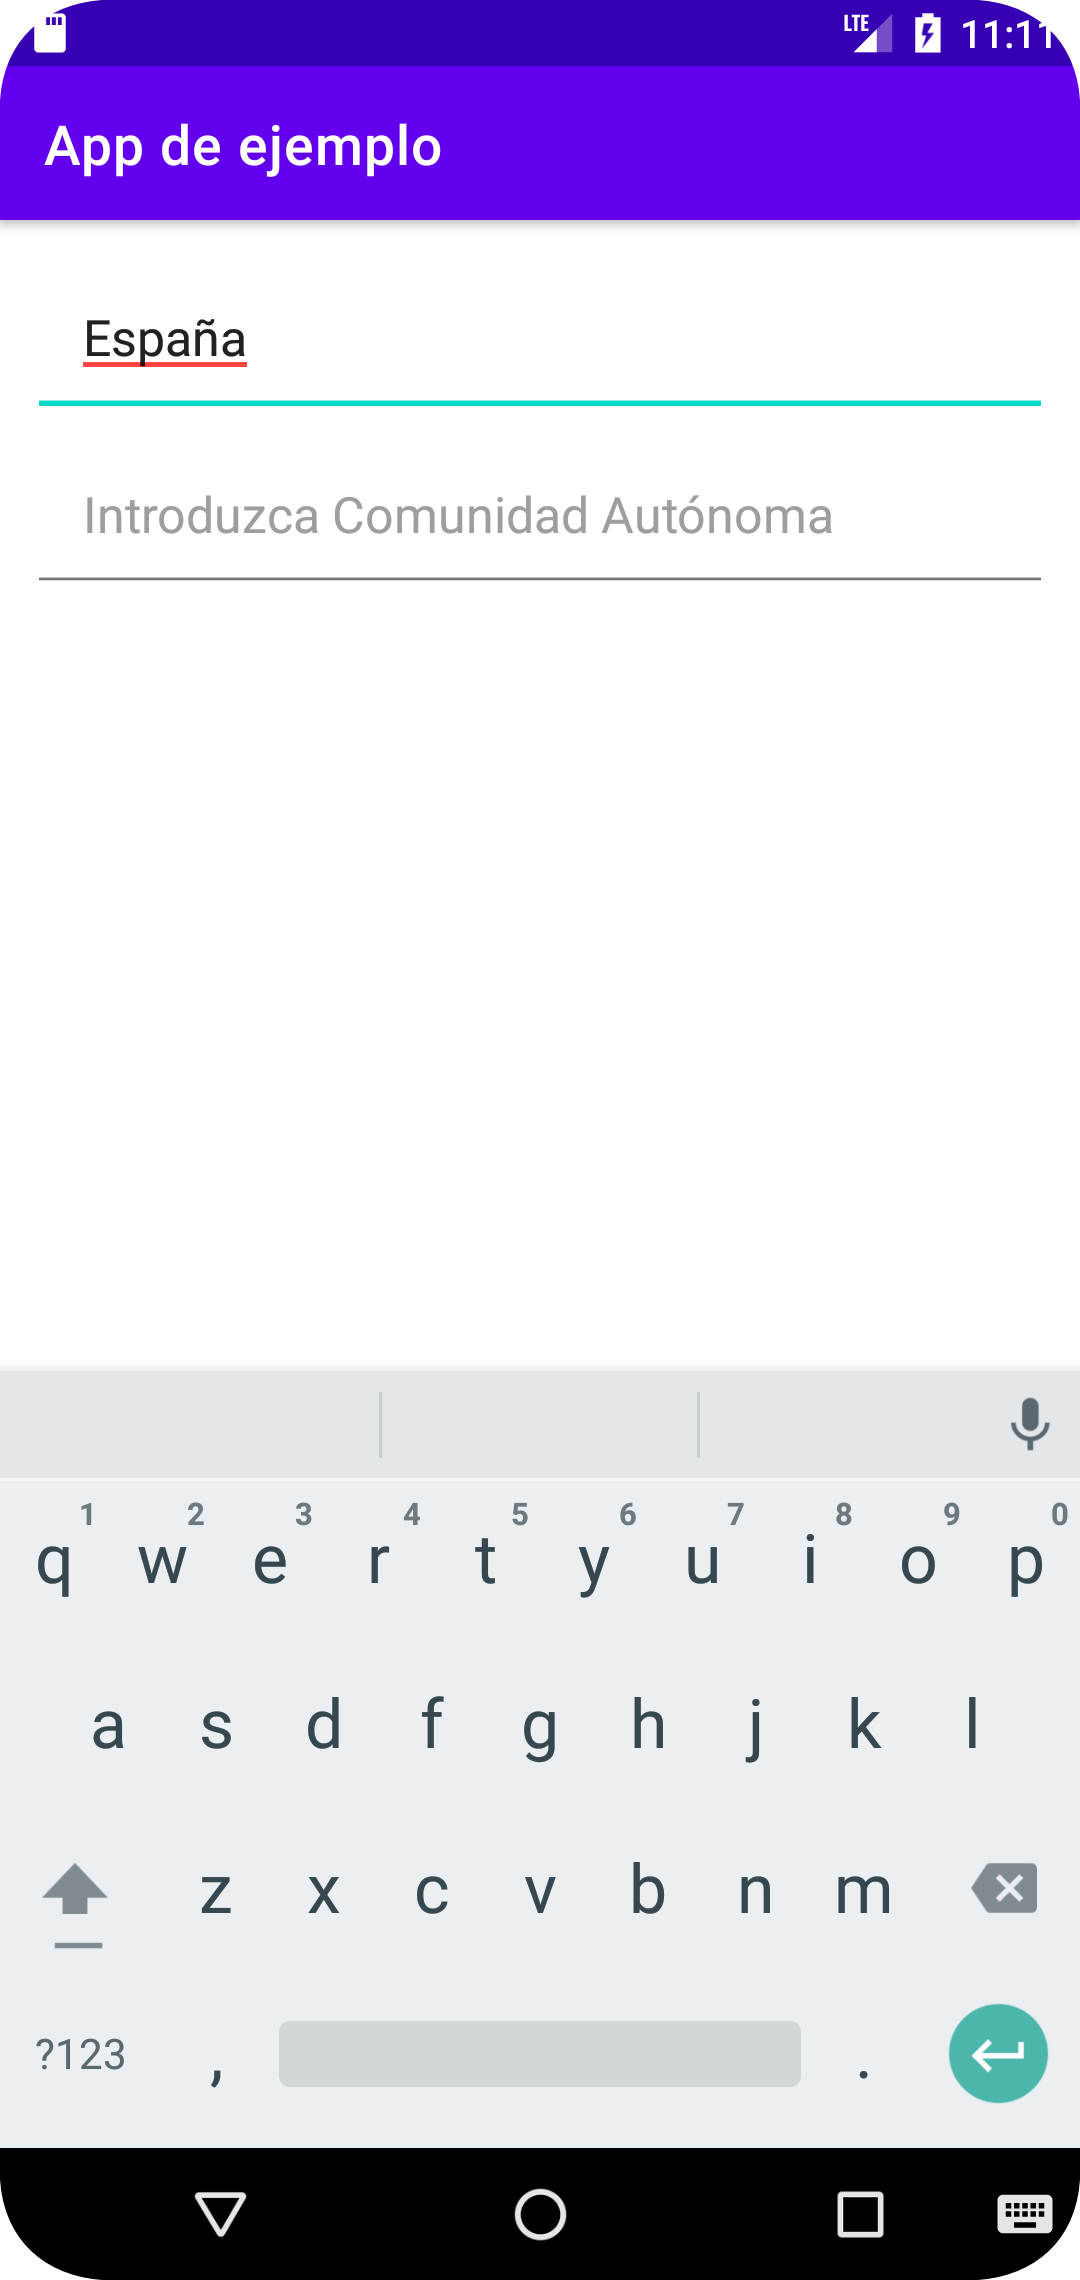 LTE 11:11
App de ejemplo
España
Introduzca Comunidad Autónoma
1 2 3 4 5 6 7 8 9 0
q w e r t y u i o p
a s d f g h j k l
z x c v b n m
?123 , .